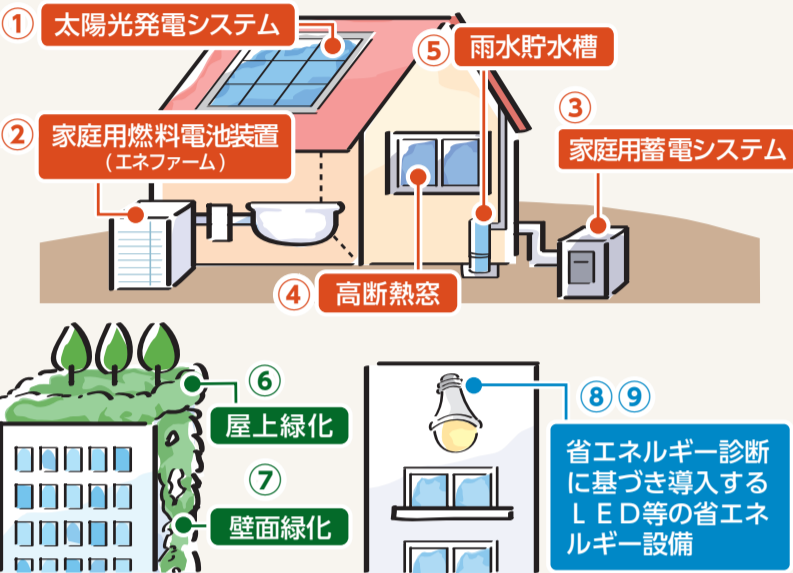 ① 太陽光発電システム
② 家庭用燃料電池装置
(エネファーム)
⑤ 雨水貯水槽
③
家庭用蓄電システム
④ 高断熱窓
⑥
屋上緑化
⑦
壁面緑化
⑧⑨
省エネルギー診断
に基づき導入する
ＬＥＤ等の省エネ
ルギー設備